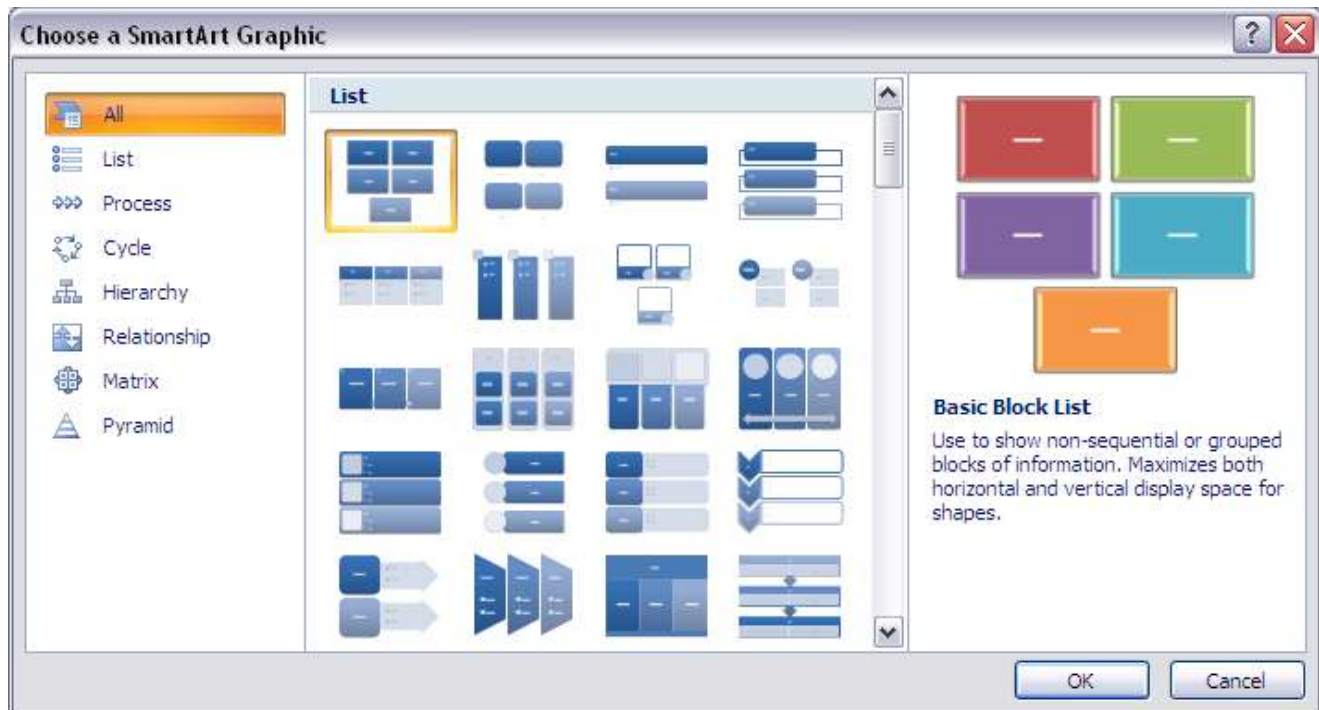 Choose a SmartArt Graphic
All
List
Process
Cycle
Hierarchy
Relationship
Matrix
Pyramid
List
Basic Block List
Use to show non-sequential or grouped
blocks of information. Maximizes both
horizontal and vertical display space for
shapes.
OK
Cancel